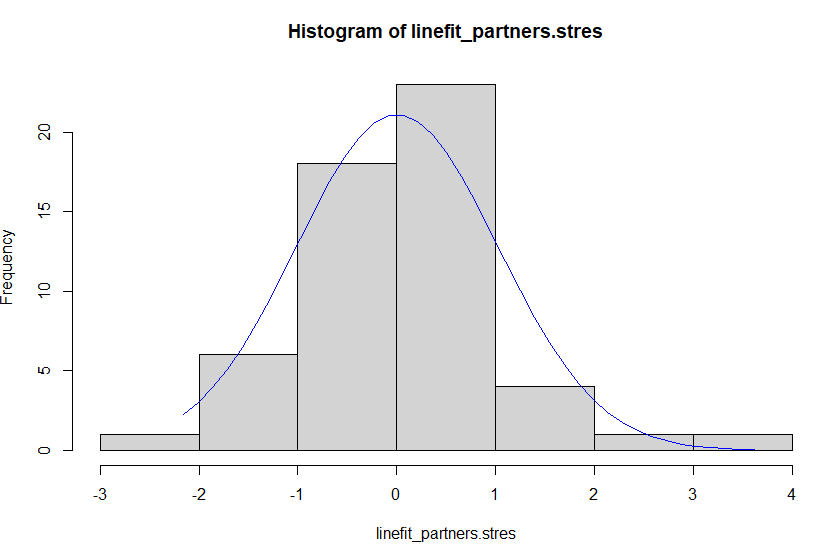 Histogram of linefit_partners.stres
Frequency
20
15
10
5
0
-3 -2 -1 0 1 2 3 4
linefit_partners.stres